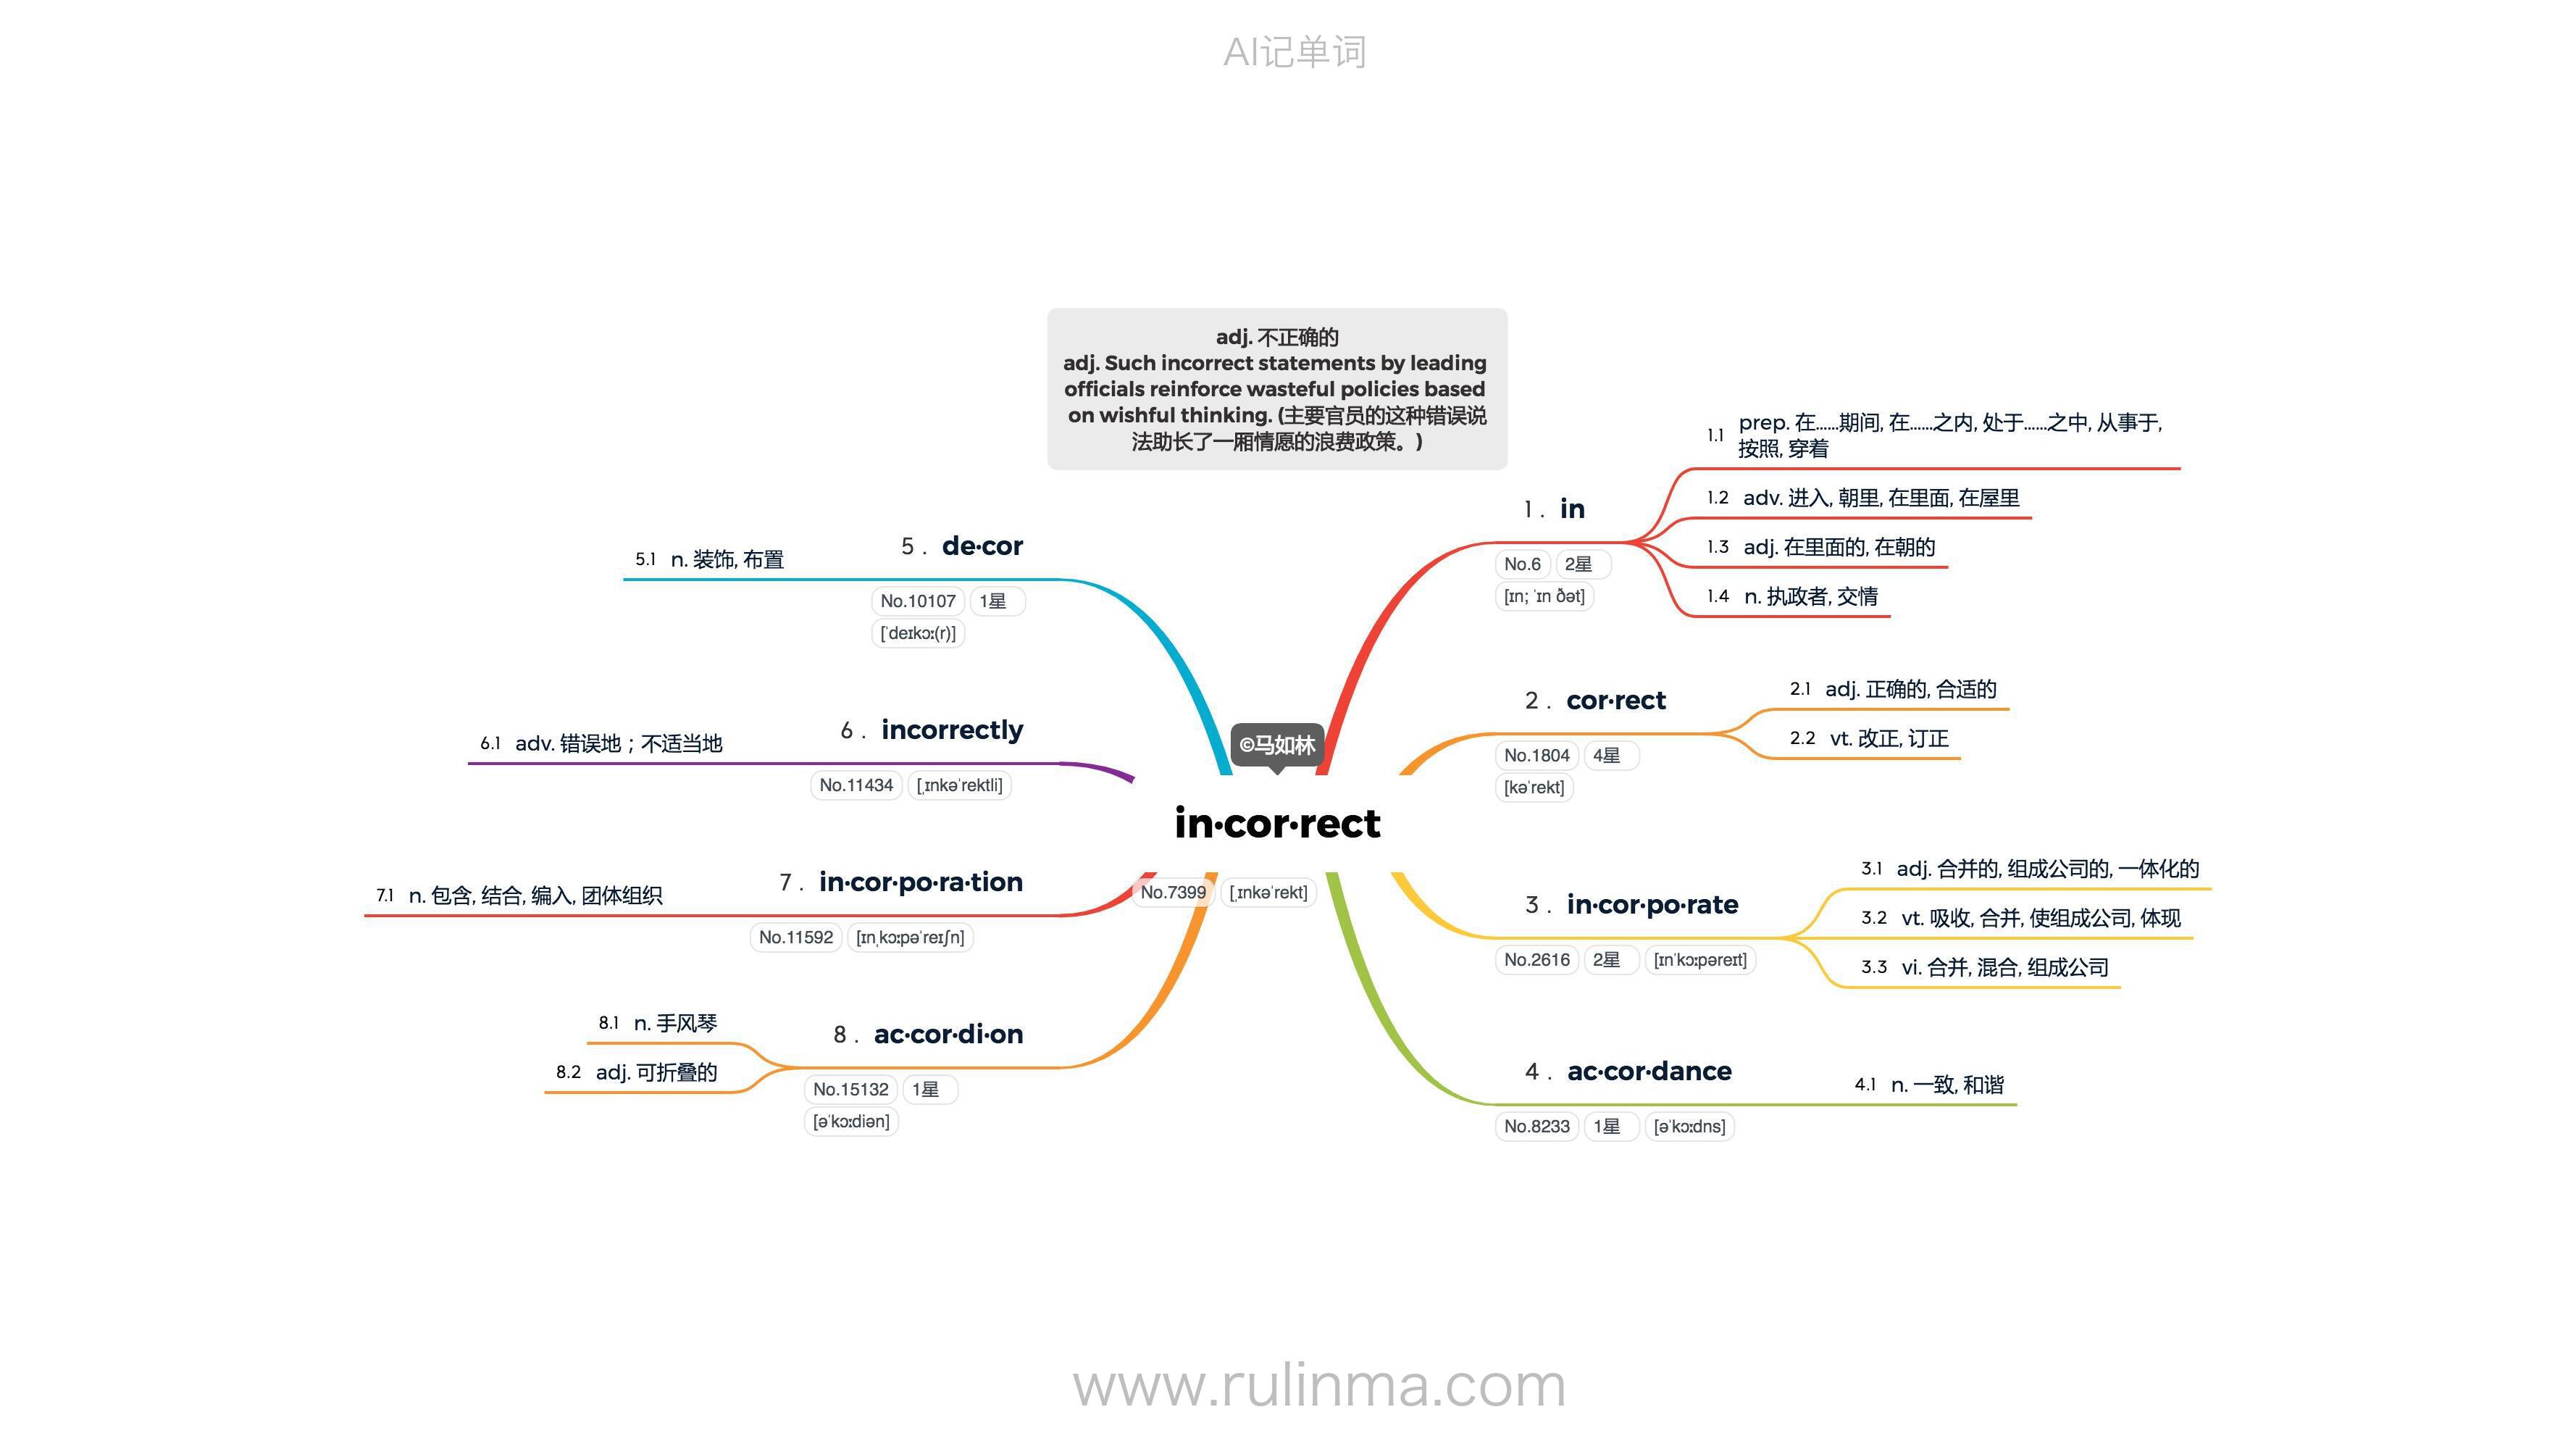 AI记单词
adj. 不正确的
adj. Such incorrect statements by leading
officials reinforce wasteful policies based
on wishful thinking. (主要官员的这种错误说
法助长了一厢情愿的浪费政策。)
©马如林
in·cor·rect
No.7399 [ˌɪnkəˈrekt]
1 . in
No.6 2星
[ɪn; ˈɪn ðət]
1.1 prep. 在……期间, 在……之内, 处于……之中, 从事于,
按照, 穿着
1.2 adv. 进入, 朝里, 在里面, 在屋里
1.3 adj. 在里面的, 在朝的
1.4 n. 执政者, 交情
2 . cor·rect
No.1804 4星
[kəˈrekt]
2.1 adj. 正确的, 合适的
2.2 vt. 改正, 订正
3 . in·cor·po·rate
No.2616 2星 [ɪnˈkɔːpəreɪt]
3.1 adj. 合并的, 组成公司的, 一体化的
3.2 vt. 吸收, 合并, 使组成公司, 体现
3.3 vi. 合并, 混合, 组成公司
4 . ac·cor·dance
No.8233 1星 [əˈkɔːdns]
4.1 n. 一致, 和谐
5 . de·cor
No.10107 1星
[ˈdeɪkɔː(r)]
5.1 n. 装饰, 布置
6 . incorrectly
No.11434 [ˌɪnkəˈrektli]
6.1 adv. 错误地；不适当地
7 . in·cor·po·ra·tion
No.11592 [ɪnˌkɔːpəˈreɪʃn]
7.1 n. 包含, 结合, 编入, 团体组织
8 . ac·cor·di·on
No.15132 1星
[əˈkɔːdiən]
8.1 n. 手风琴
8.2 adj. 可折叠的
www.rulinma.com